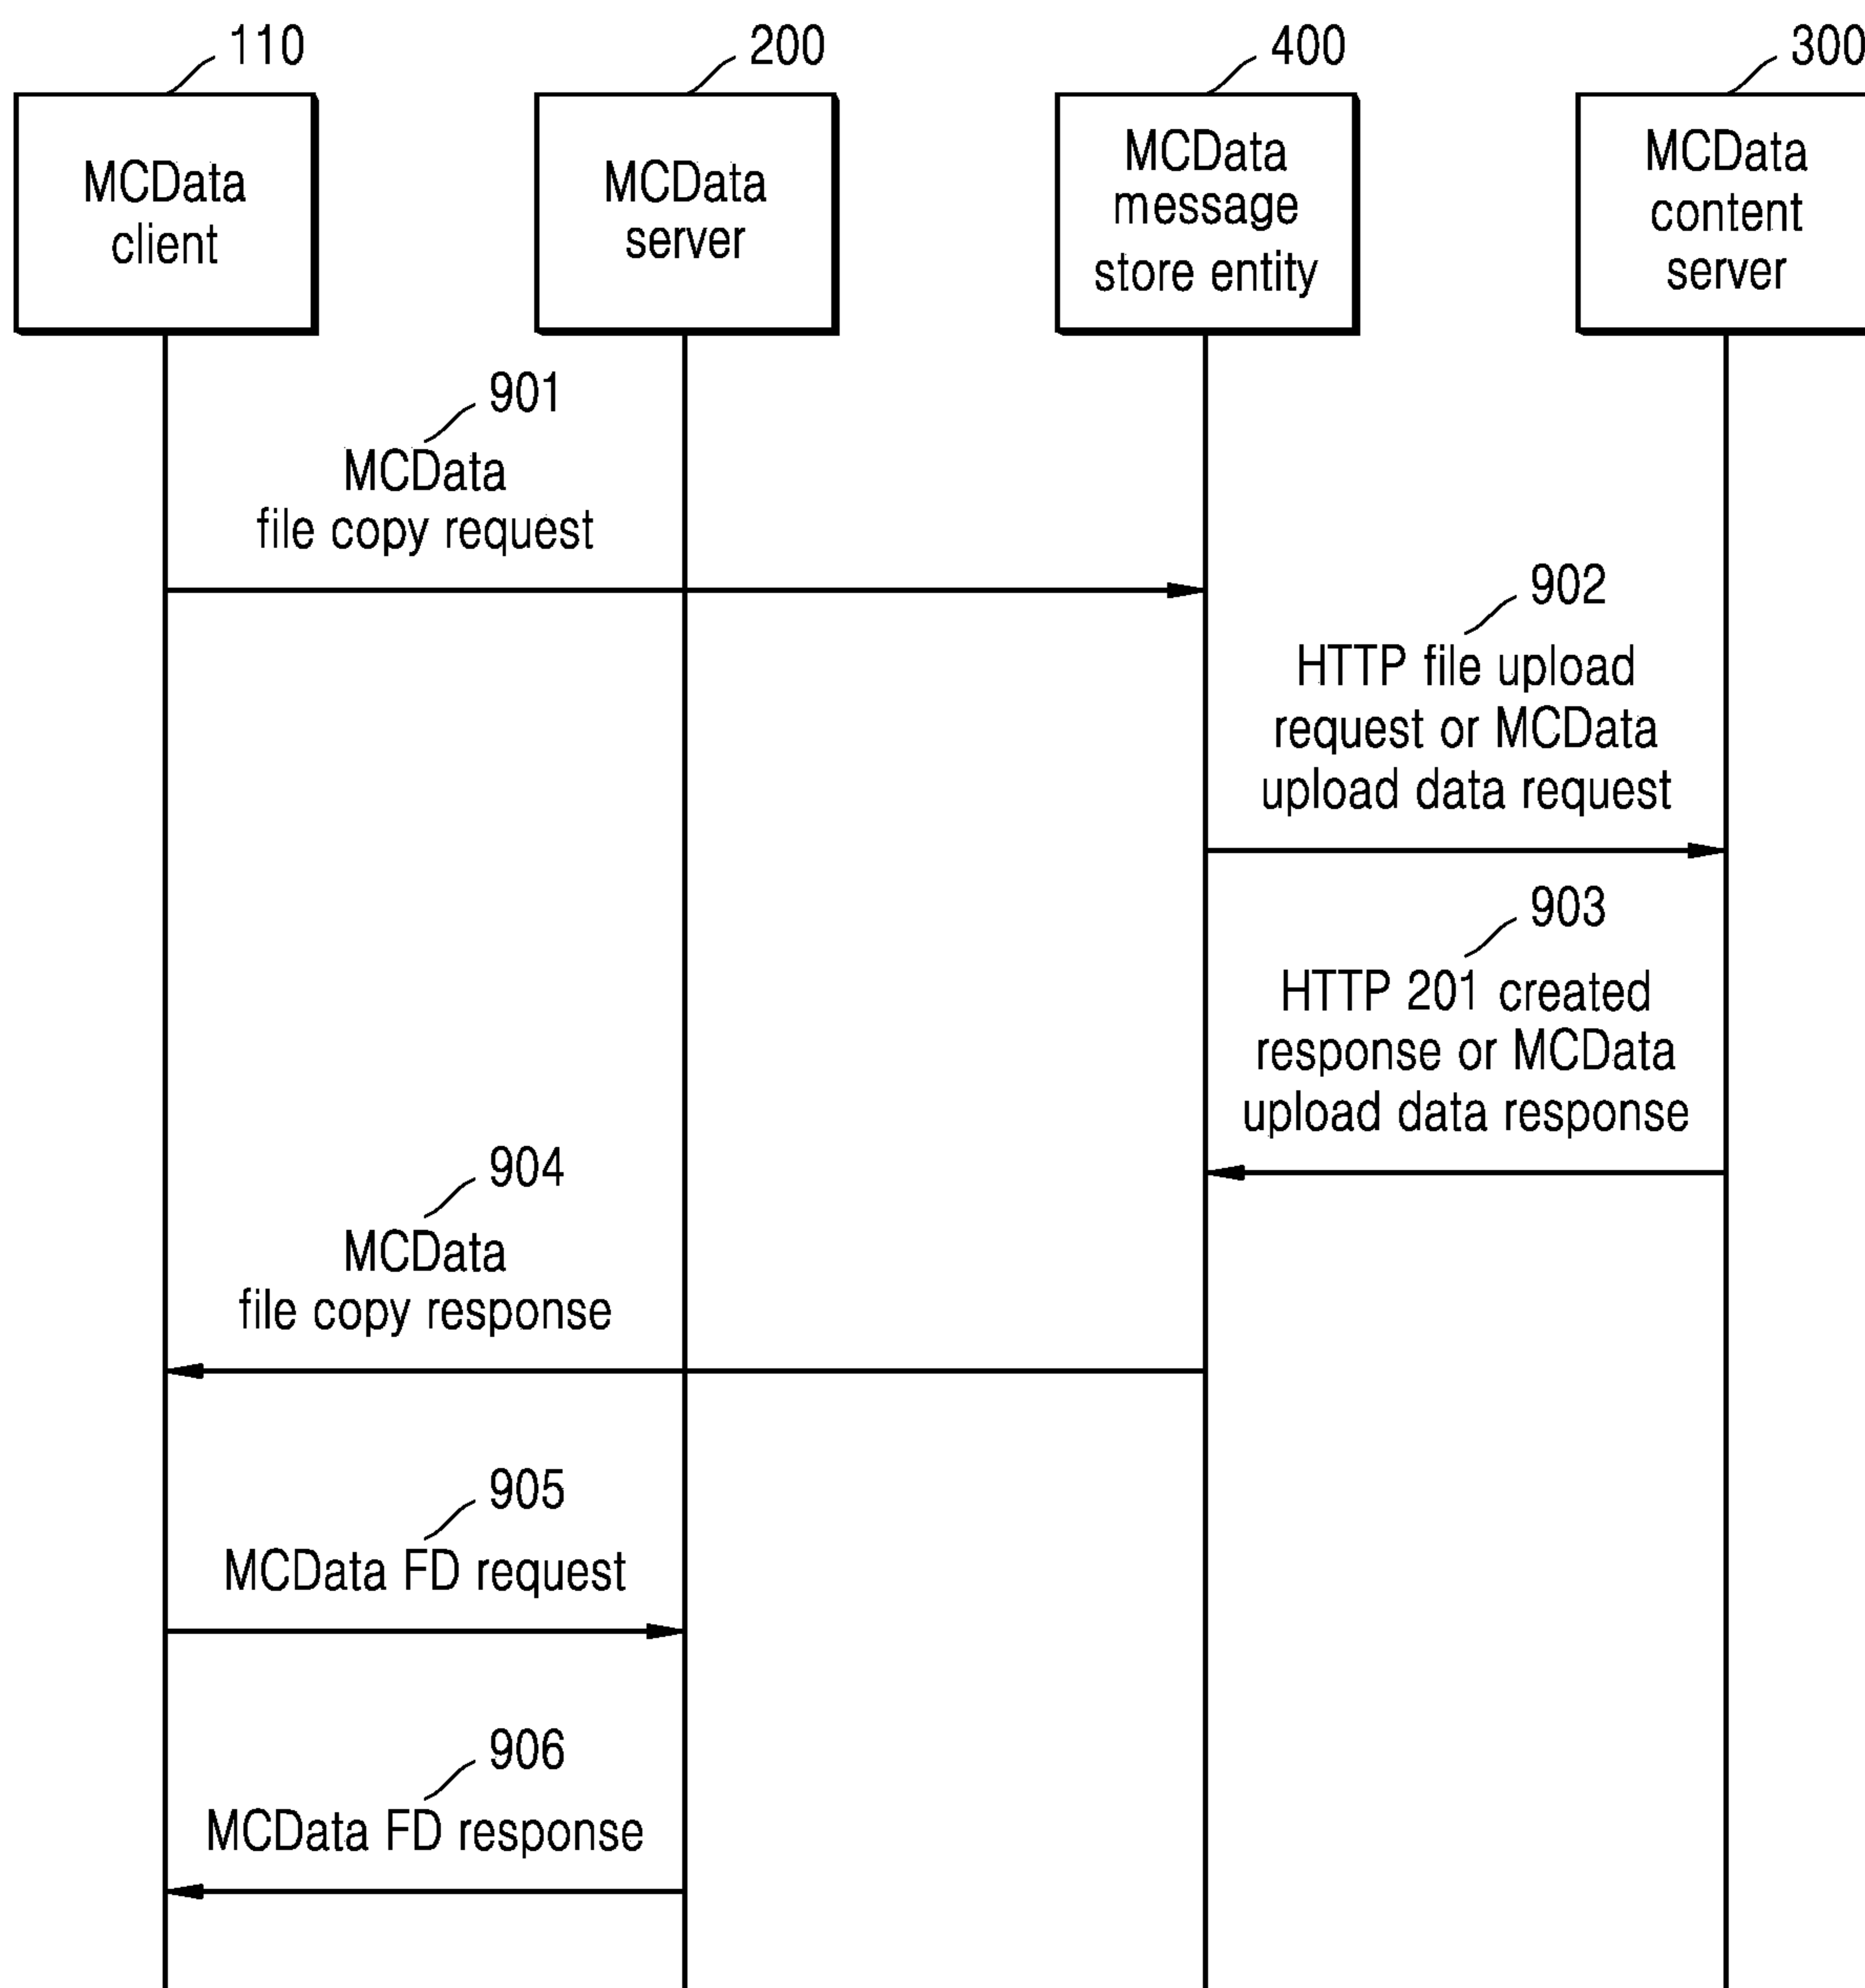 110
200
400
300
MCData
client
MCData
server
MCData
message
store entity
MCData
content
server
901
MCData
file copy request
902
HTTP file upload
request or MCData
upload data request
903
HTTP 201 created
response or MCData
upload data response
904
MCData
file copy response
905
MCData FD request
906
MCData FD response